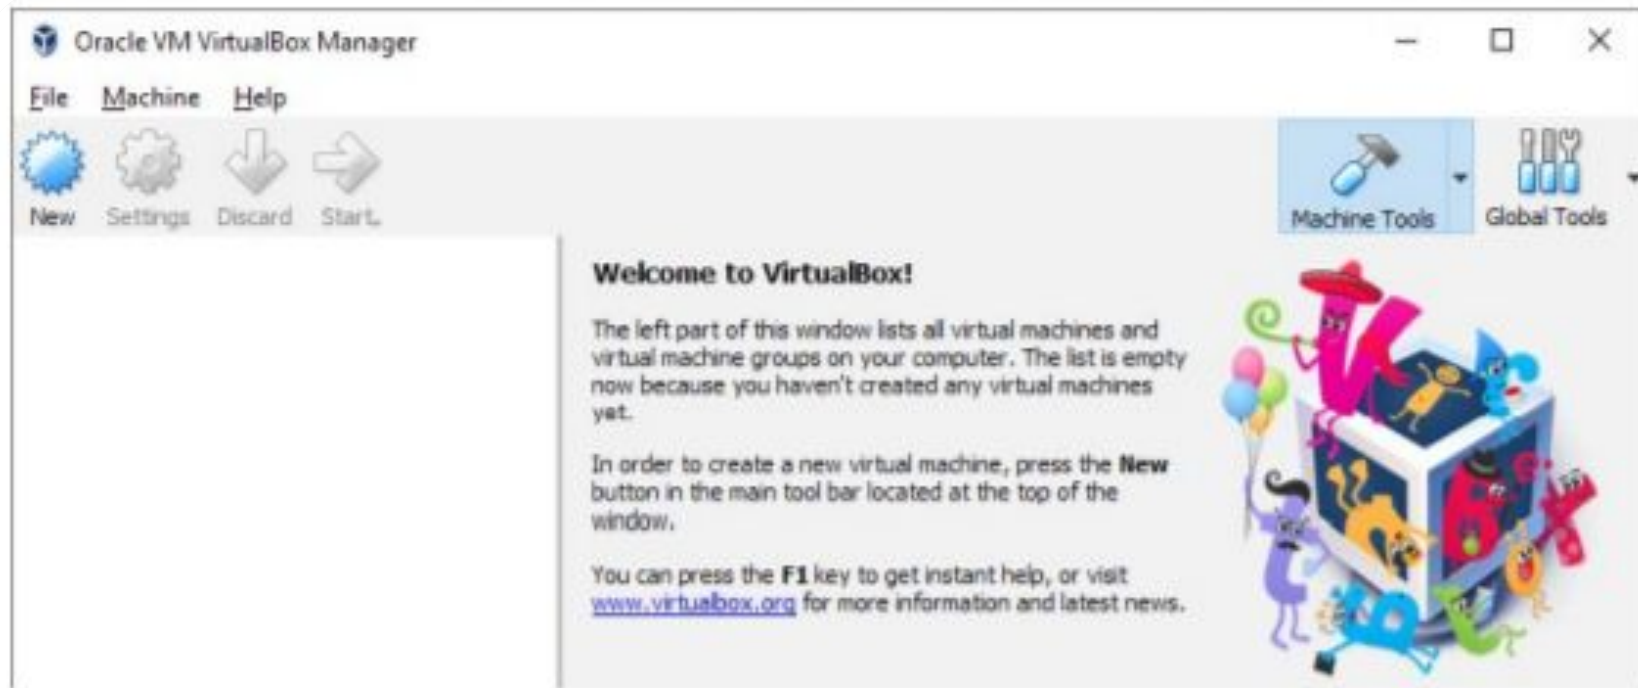 Oracle VM VirtualBox Manager
File Machine Help
New Settings Discard Start.
Machine Tools Global Tools
Welcome to VirtualBox!
The left part of this window lists all virtual machines and
virtual machine groups on your computer. The list is empty
now because you haven't created any virtual machines
yet.
In order to create a new virtual machine, press the New
button in the main tool bar located at the top of the
window.
You can press the F1 key to get instant help, or visit
www.virtualbox.org for more information and latest news.